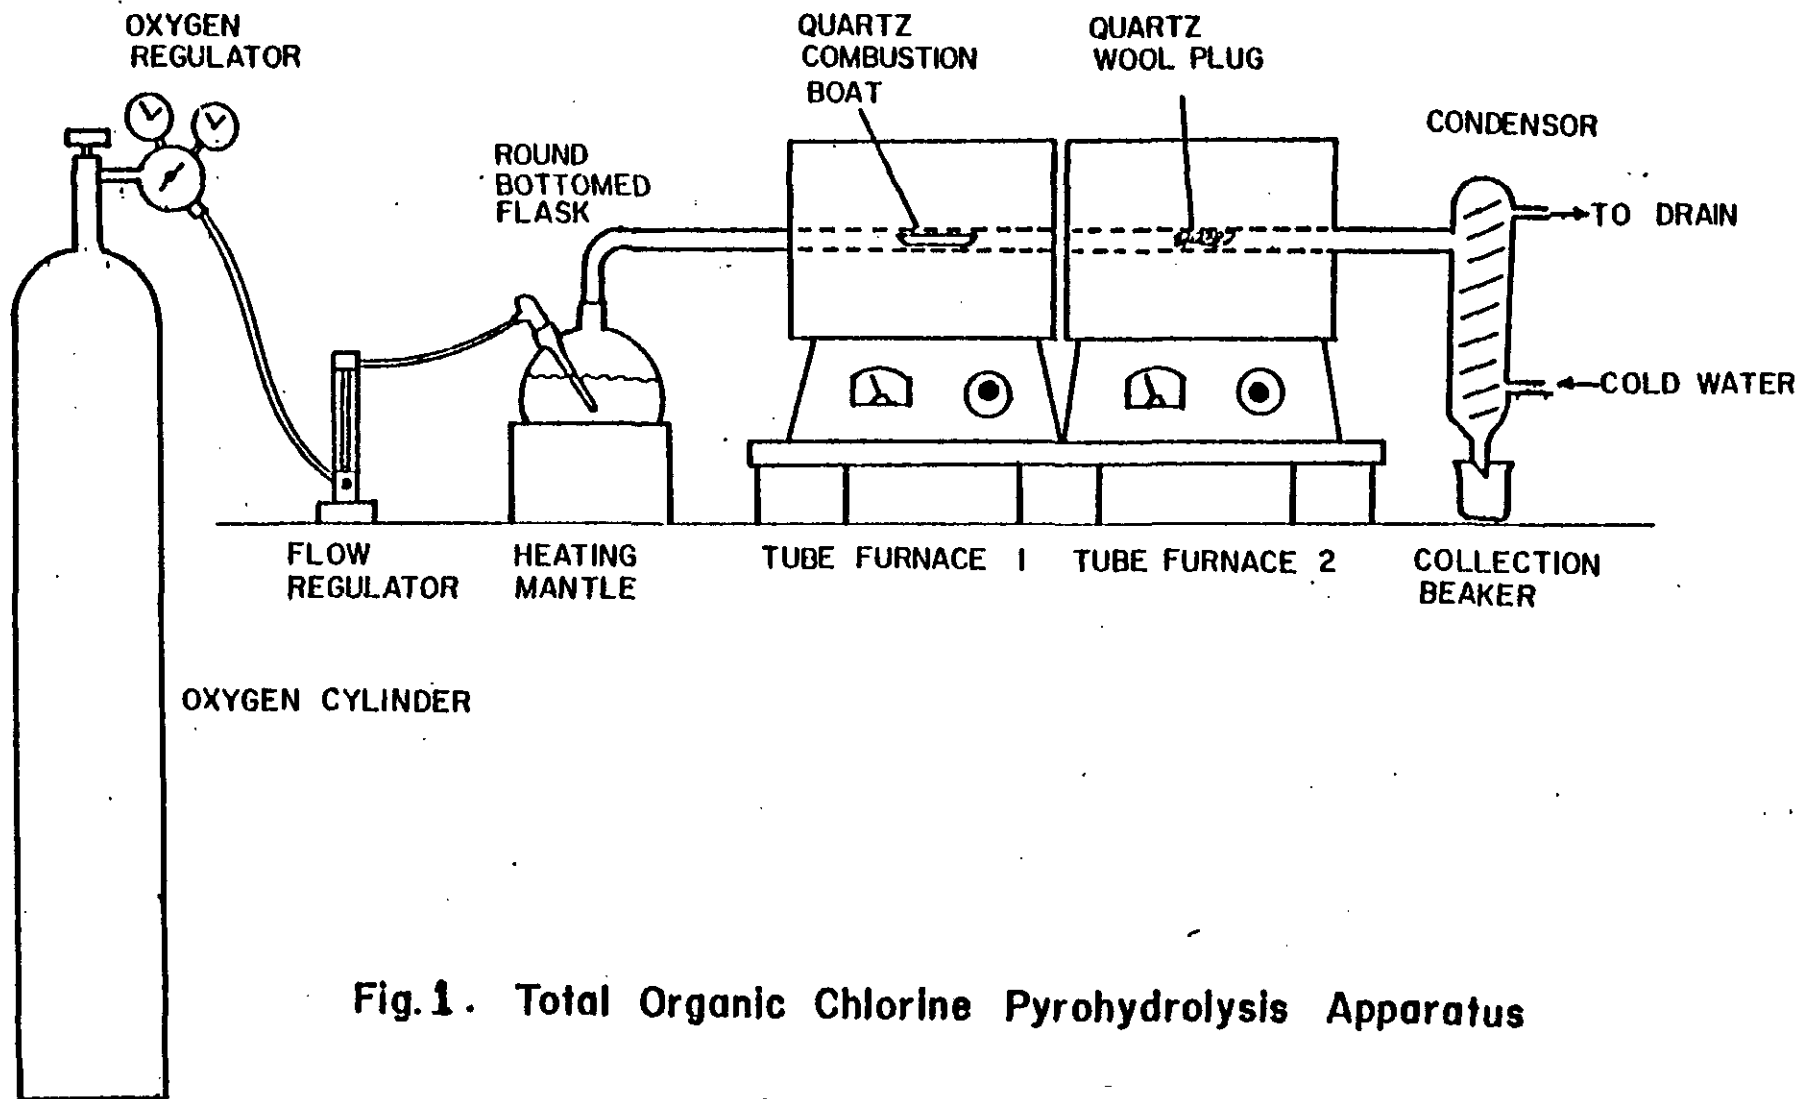 OXYGEN
REGULATOR
QUARTZ
COMBUSTION
BOAT
QUARTZ
WOOL PLUG
CONDENSOR
ROUND
BOTTOMED
FLASK
TO DRAIN
COLD WATER
FLOW
REGULATOR
HEATING
MANTLE
TUBE FURNACE 1
TUBE FURNACE 2
COLLECTION
BEAKER
OXYGEN CYLINDER
Fig.1. Total Organic Chlorine Pyrohydrolysis Apparatus